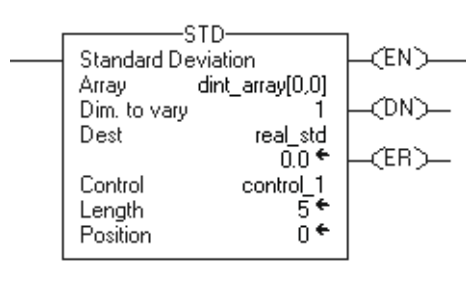 STD
Standard Deviation
Array dint_array[0,0]
Dim. to vary 1
Dest real_std
0.0 ←
Control control_1
Length 5 ←
Position 0 ←
EN
DN
ER